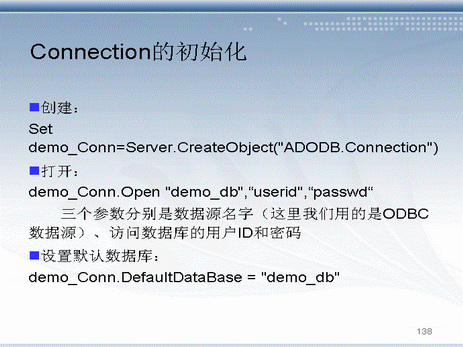 Connection的初始化
■创建：
Set
demo_Conn=Server.CreateObject("ADODB.Connection")
■打开：
demo_Conn.Open "demo_db",“userid",“passwd“
三个参数分别是数据源名字（这里我们用的是ODBC
数据源）、访问数据库的用户ID和密码
■设置默认数据库：
demo_Conn.DefaultDataBase = "demo_db"
138